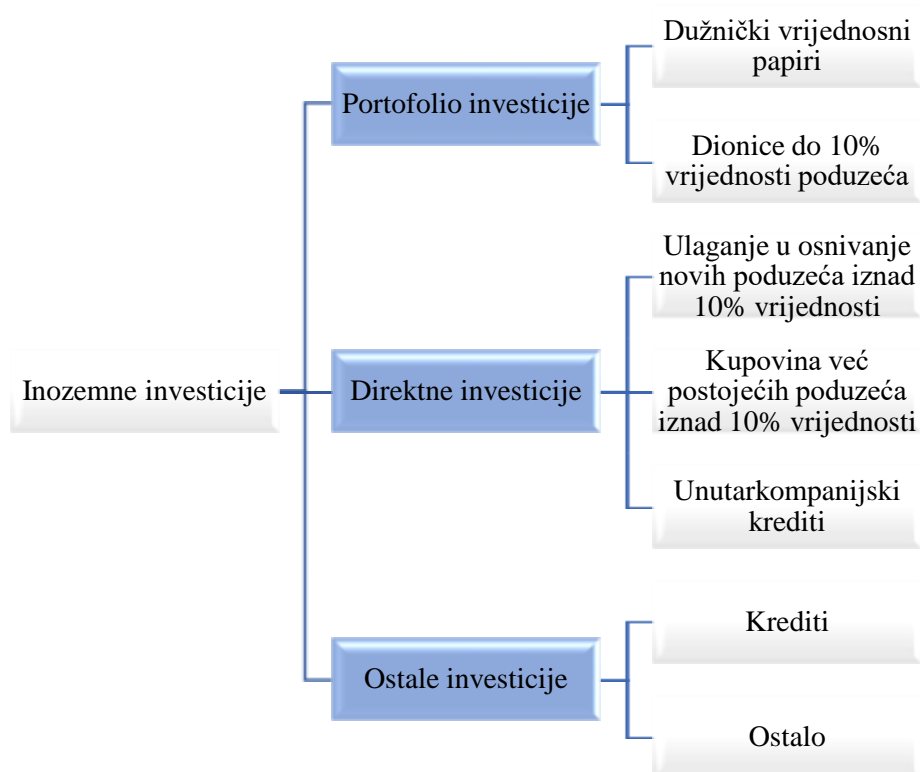 Dužnički vrijednosni
papiri
Portofolio investicije
Dionice do 10%
vrijednosti poduzeća
Ulaganje u osnivanje
novih poduzeća iznad
10% vrijednosti
Inozemne investicije
Direktne investicije
Kupovina već
postojećih poduzeća
iznad 10% vrijednosti
Unutarkompanijski
krediti
Krediti
Ostale investicije
Ostalo